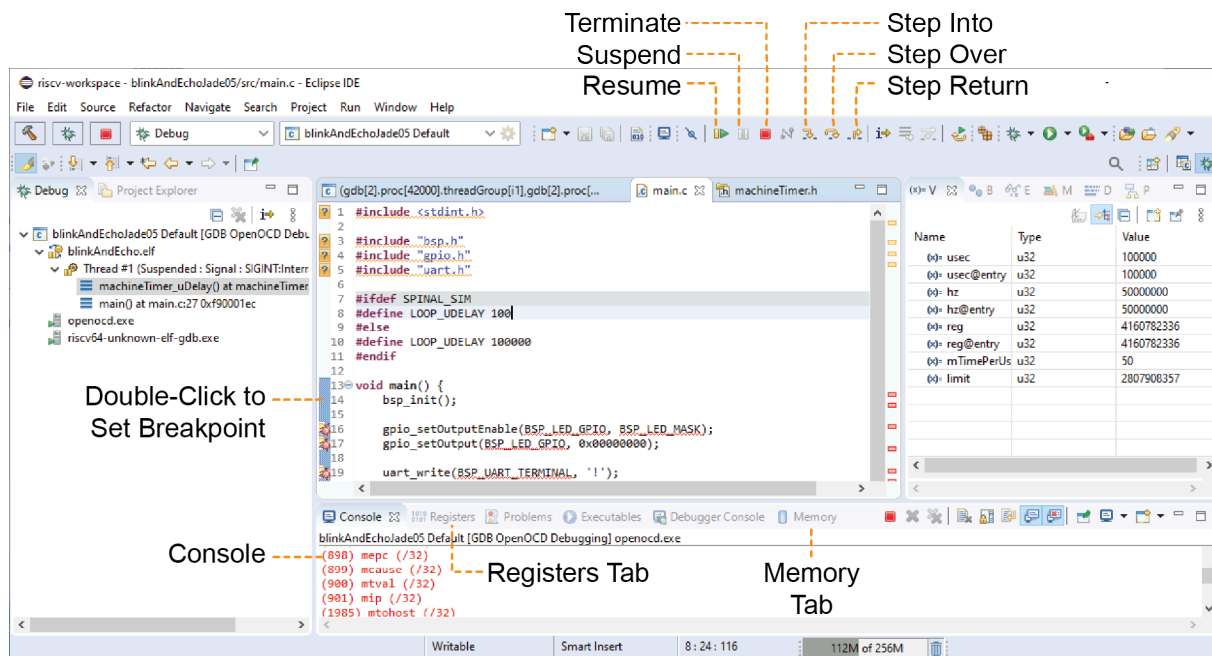 Terminate
Suspend
Resume
Step Into
Step Over
Step Return
riscv-workspace - blinkAndEchoJade05/src/main.c - Eclipse IDE
File Edit Source Refactor Navigate Search Project Run Window Help
Debug
blinkAndEchoJade05 Default
Debug
Project Explorer
blinkAndEchoJade05 Default [GDB OpenOCD Debu
blinkAndEcho.elf
Thread #1 (Suspended : Signal : SIGINT:Interr
machineTimer_uDelay() at machineTimer
main() at main.c:27 0xf90001ec
openocd.exe
riscv64-unknown-elf-gdb.exe
Double-Click to
Set Breakpoint
(gdb[2].proc[42000].threadGroup[i1],gdb[2].proc[...
main.c
machineTimer.h
1 #include <stdint.h>
2
3 #include "bsp.h"
4 #include "gpio.h"
5 #include "uart.h"
6
7 #ifdef SPINAL_SIM
8 #define LOOP_UDELAY 100
9 #else
10 #define LOOP_UDELAY 100000
11 #endif
12
13 void main() {
14 bsp_init();
15
16 gpio_setOutputEnable(BSP_LED_GPIO, BSP_LED_MASK);
17 gpio_setOutput(BSP_LED_GPIO, 0x00000000);
18
19 uart_write(BSP_UART_TERMINAL, '!');
(x)= V B E M D P
Name Type Value
(x)= usec u32 100000
(x)= usec@entry u32 100000
(x)= hz u32 50000000
(x)= hz@entry u32 50000000
(x)= reg u32 4160782336
(x)= reg@entry u32 4160782336
(x)= mTimePerUs u32 50
(x)= limit u32 2807908357
Console Registers Problems Executables Debugger Console Memory
blinkAndEchoJade05 Default [GDB OpenOCD Debugging] openocd.exe
(898) mepc (/32)
(899) mcause (/32)
(900) mtval (/32)
(901) mip (/32)
(1985) mtohost (/32)
Console
Registers Tab
Memory
Tab
Writable
Smart Insert
8 : 24 : 116
112M of 256M